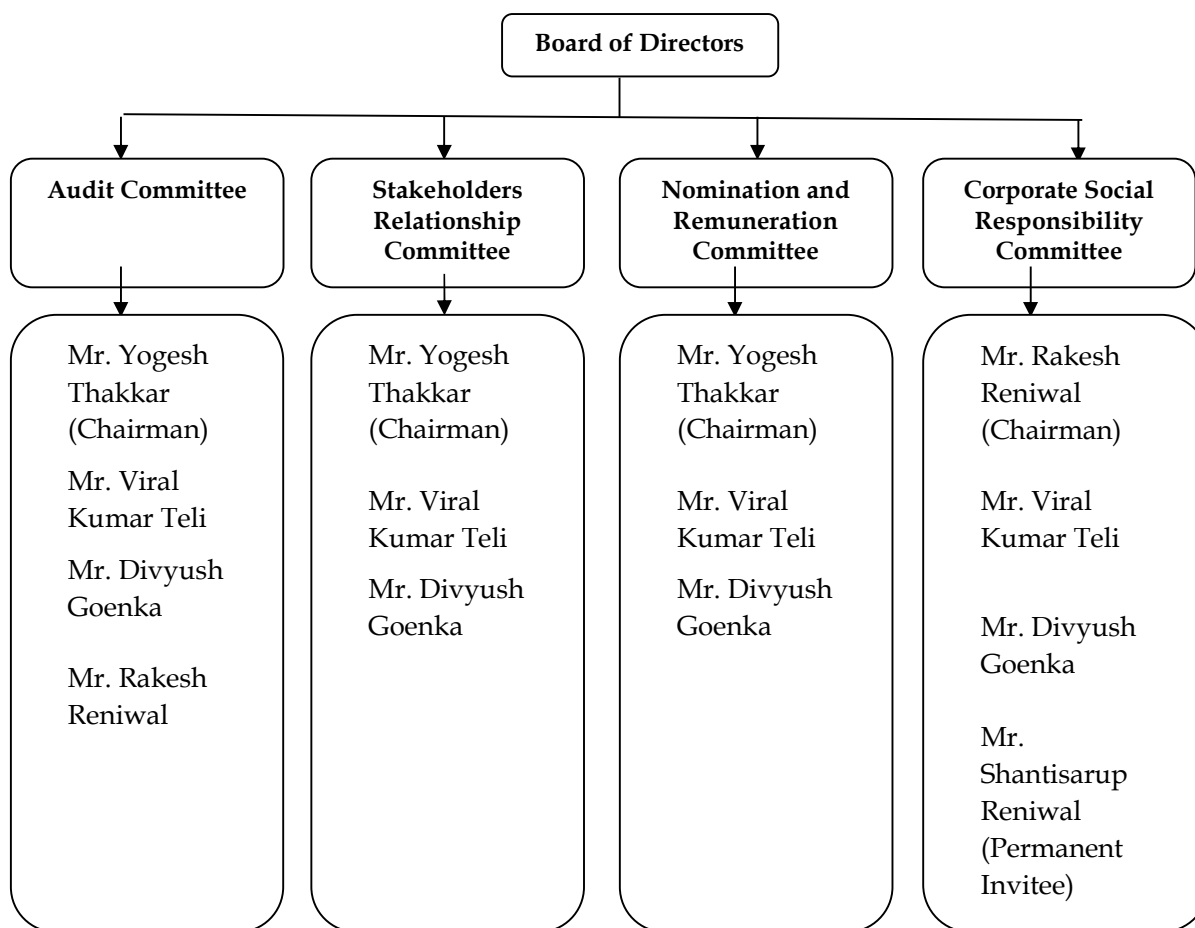 Board of Directors
Audit Committee
Stakeholders
Relationship
Committee
Nomination and
Remuneration
Committee
Corporate Social
Responsibility
Committee
Mr. Yogesh
Thakkar
(Chairman)
Mr. Viral
Kumar Teli
Mr. Divyush
Goenka
Mr. Rakesh
Reniwal
Mr. Yogesh
Thakkar
(Chairman)
Mr. Viral
Kumar Teli
Mr. Divyush
Goenka
Mr. Yogesh
Thakkar
(Chairman)
Mr. Viral
Kumar Teli
Mr. Divyush
Goenka
Mr. Rakesh
Reniwal
(Chairman)
Mr. Viral
Kumar Teli
Mr. Divyush
Goenka
Mr.
Shantisarup
Reniwal
(Permanent
Invitee)